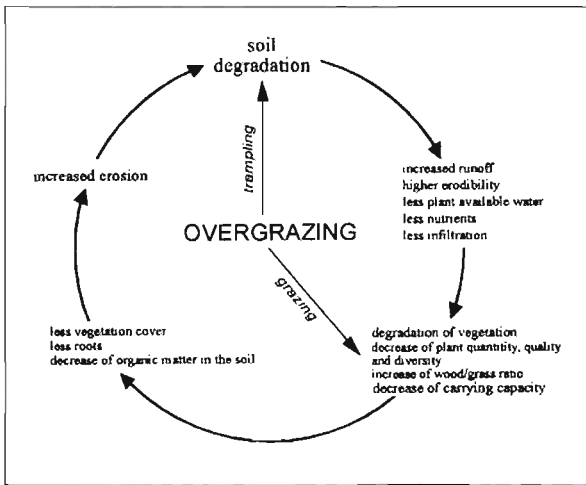 soil
degradation
trampling
increased erosion
increased runoff
higher erodibility
less plant available water
less nutrients
less infiltration
OVERGRAZING
grazing
less vegetation cover
less roots
decrease of organic matter in the soil
degradation of vegetation
decrease of plant quantity, quality
and diversity
increase of wood/grass ratio
decrease of carrying capacity